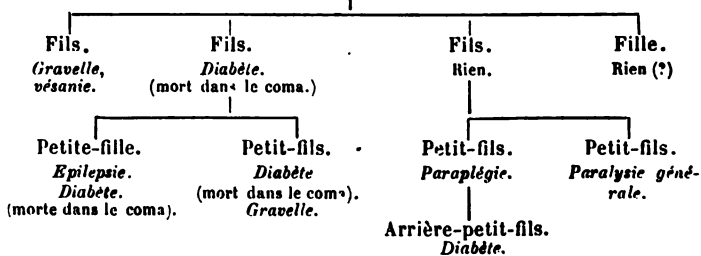 Fils. Fils. Fils. Fille.
Gravelle, Diabète. Rien. Rien (?)
vésanie. (mort dans le coma.)
Petite-fille. Petit-fils. Petit-fils. Petit-fils.
Epilepsie. Diabète Paraplégie. Paralysie géné-
Diabète. (mort dans le coma). rale.
(morte dans le coma). Gravelle.
Arrière-petit-fils.
Diabète.